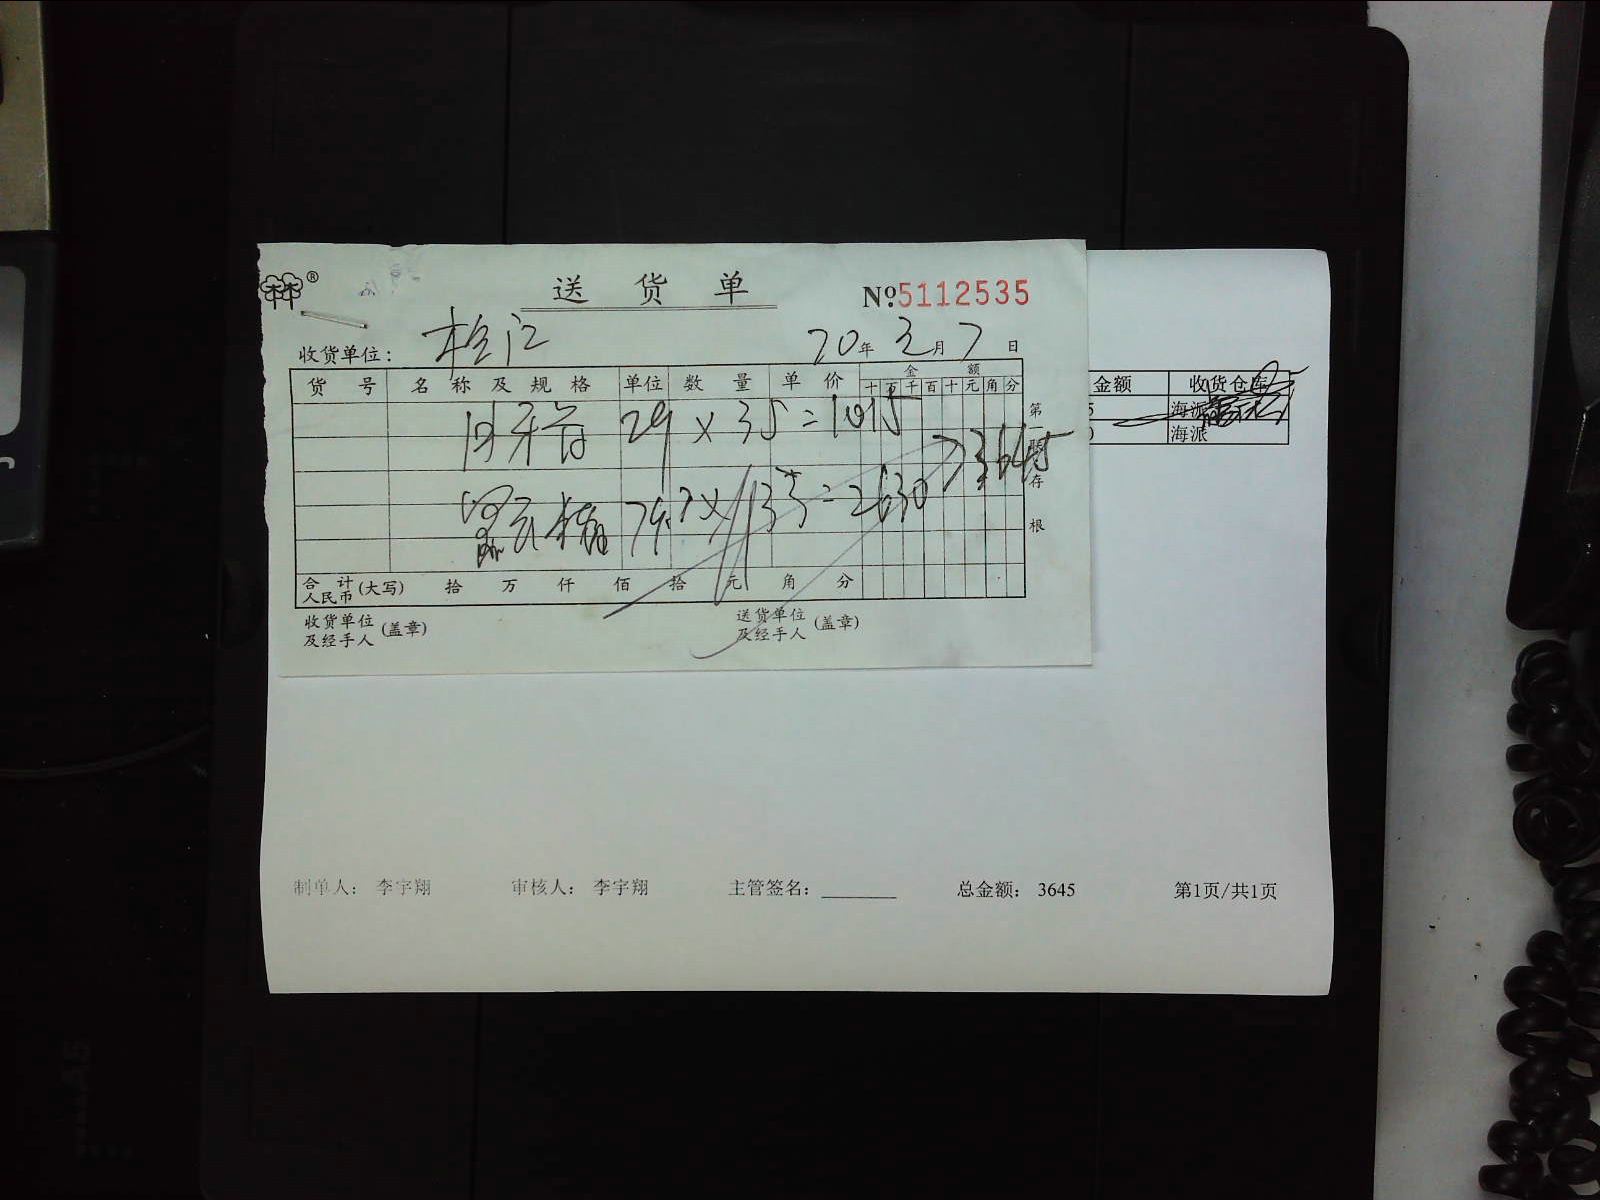 林®
送货单
№5112535
收货单位： 松江
20年3月7日
货号 名称及规格 单位 数量 单价 金额
十百千百十元角分
29×35=1015
=2630
3645
第 存根
合计人民币(大写) 拾 万 仟 佰 拾 元 角 分
收货单位及经手人(盖章)
送货单位及经手人(盖章)
金额 收货仓库
5 海派
0 海派
制单人： 李宇翔 审核人： 李宇翔 主管签名： 总金额： 3645 第1页/共1页